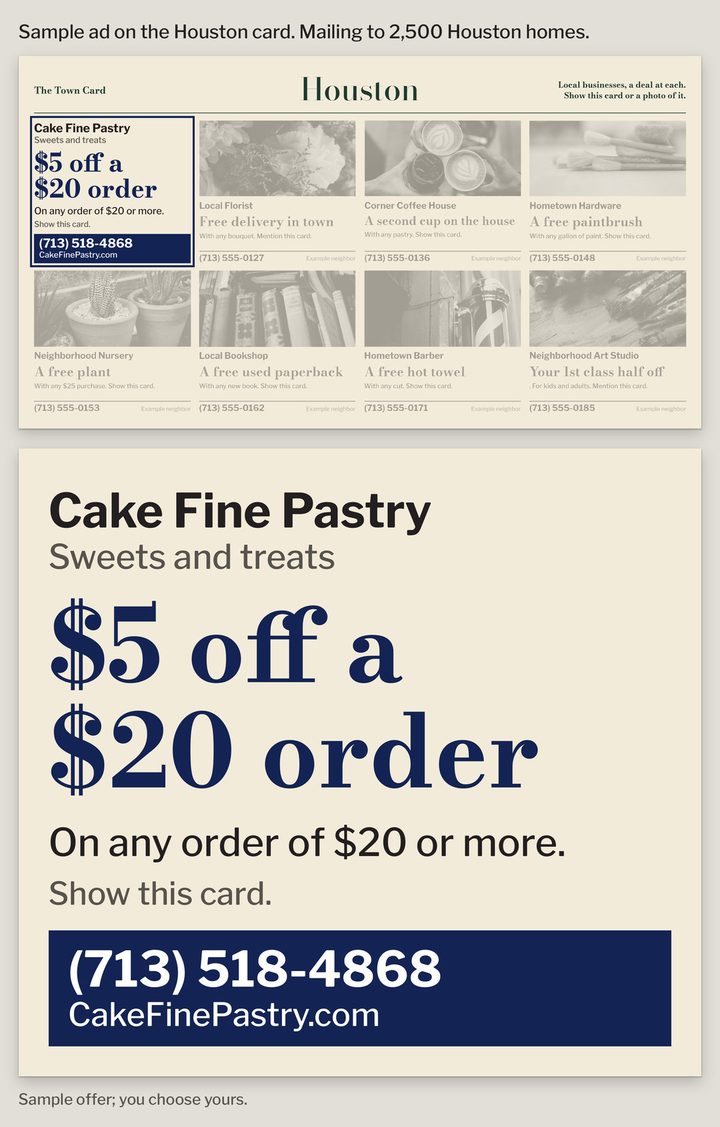 Sample ad on the Houston card. Mailing to 2,500 Houston homes.
The Town Card
Houston
Local businesses, a deal at each.
Show this card or a photo of it.
Cake Fine Pastry
Sweets and treats
$5 off a
$20 order
On any order of $20 or more.
Show this card.
(713) 518-4868
CakeFinePastry.com
Local Florist
Free delivery in town
With any bouquet. Mention this card.
(713) 555-0127
Example neighbor
Corner Coffee House
A second cup on the house
With any pastry. Show this card.
(713) 555-0136
Example neighbor
Hometown Hardware
A free paintbrush
With any gallon of paint. Show this card.
(713) 555-0148
Example neighbor
Neighborhood Nursery
A free plant
With any $25 purchase. Show this card.
(713) 555-0153
Example neighbor
Local Bookshop
A free used paperback
With any new book. Show this card.
(713) 555-0162
Example neighbor
Hometown Barber
A free hot towel
With any cut. Show this card.
(713) 555-0171
Example neighbor
Neighborhood Art Studio
Your 1st class half off
For kids and adults. Mention this card.
(713) 555-0185
Example neighbor
Cake Fine Pastry
Sweets and treats
$5 off a
$20 order
On any order of $20 or more.
Show this card.
(713) 518-4868
CakeFinePastry.com
Sample offer; you choose yours.